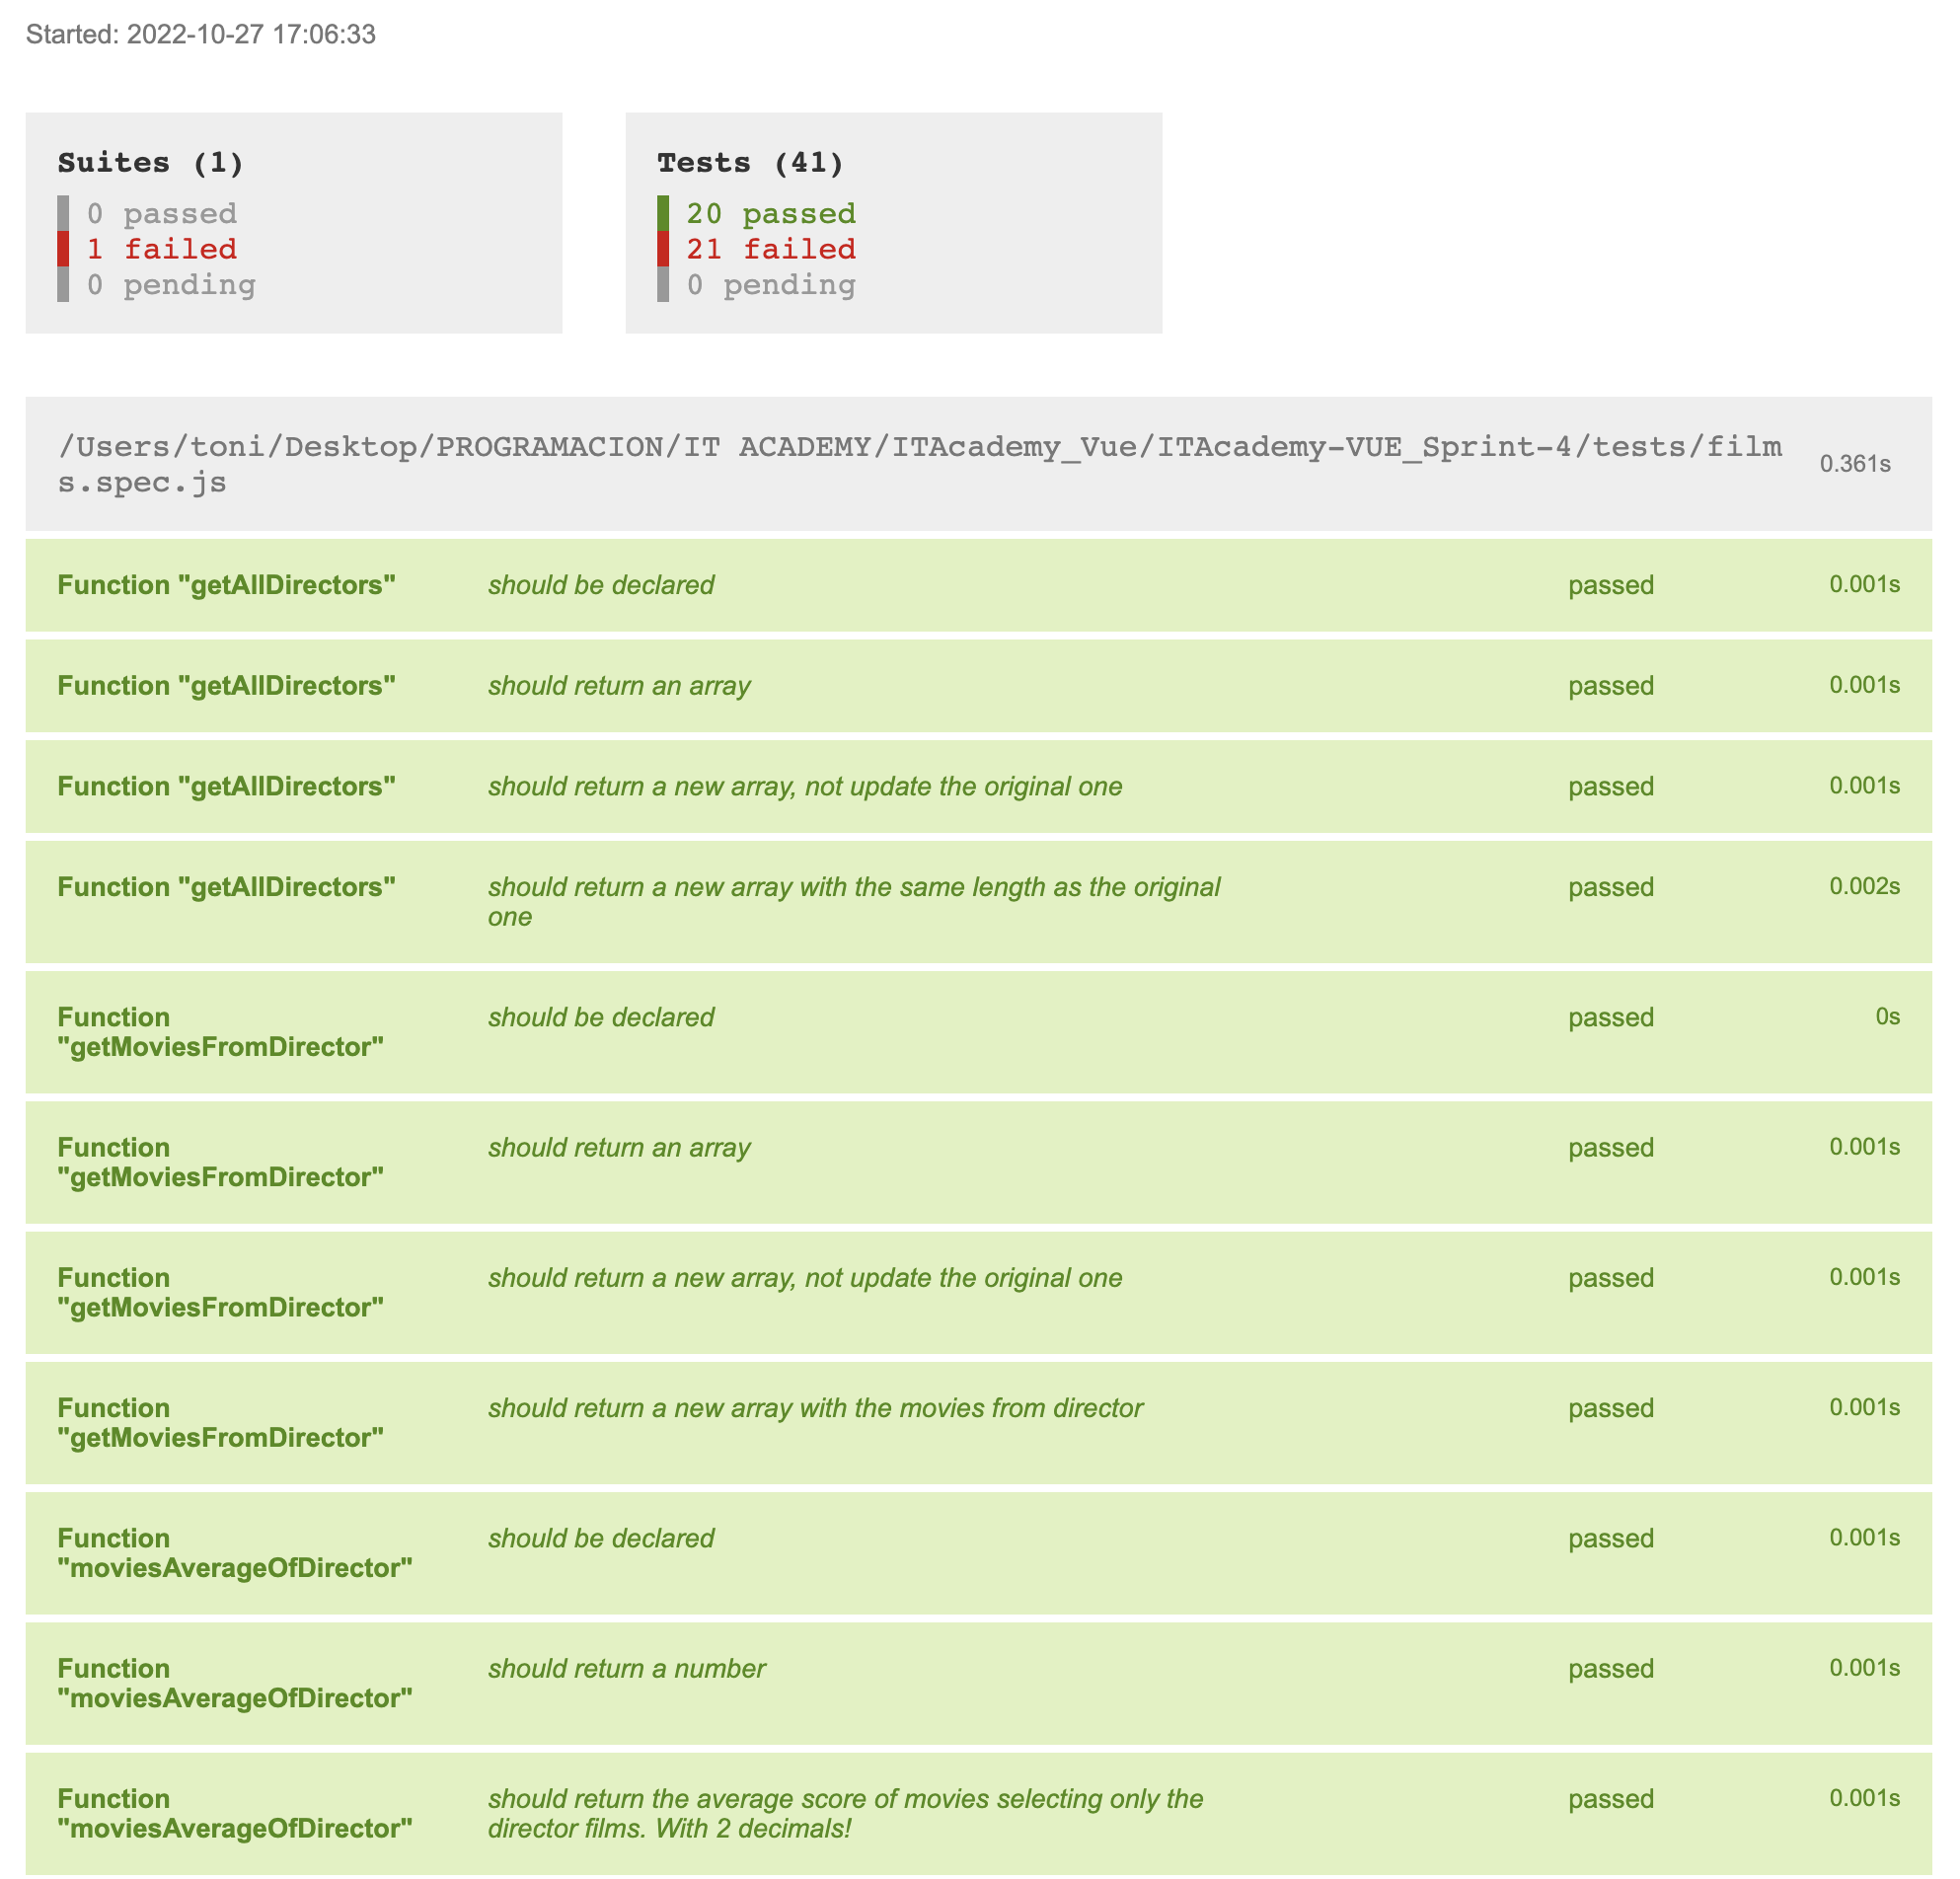 Started: 2022-10-27 17:06:33
Suites (1)
0 passed
1 failed
0 pending
Tests (41)
20 passed
21 failed
0 pending
/Users/toni/Desktop/PROGRAMACION/IT ACADEMY/ITAcademy_Vue/ITAcademy-VUE_Sprint-4/tests/film
s.spec.js
0.361s
Function "getAllDirectors" should be declared passed 0.001s
Function "getAllDirectors" should return an array passed 0.001s
Function "getAllDirectors" should return a new array, not update the original one passed 0.001s
Function "getAllDirectors" should return a new array with the same length as the original passed 0.002s
one
Function should be declared passed 0s
"getMoviesFromDirector"
Function should return an array passed 0.001s
"getMoviesFromDirector"
Function should return a new array, not update the original one passed 0.001s
"getMoviesFromDirector"
Function should return a new array with the movies from director passed 0.001s
"getMoviesFromDirector"
Function should be declared passed 0.001s
"moviesAverageOfDirector"
Function should return a number passed 0.001s
"moviesAverageOfDirector"
Function should return the average score of movies selecting only the passed 0.001s
"moviesAverageOfDirector" director films. With 2 decimals!